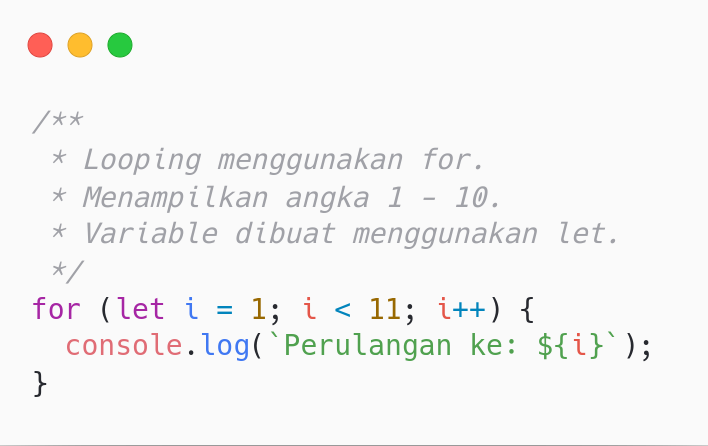 /**
 * Looping menggunakan for.
 * Menampilkan angka 1 - 10.
 * Variable dibuat menggunakan let.
 */
for (let i = 1; i < 11; i++) {
  console.log(`Perulangan ke: ${i}`);
}